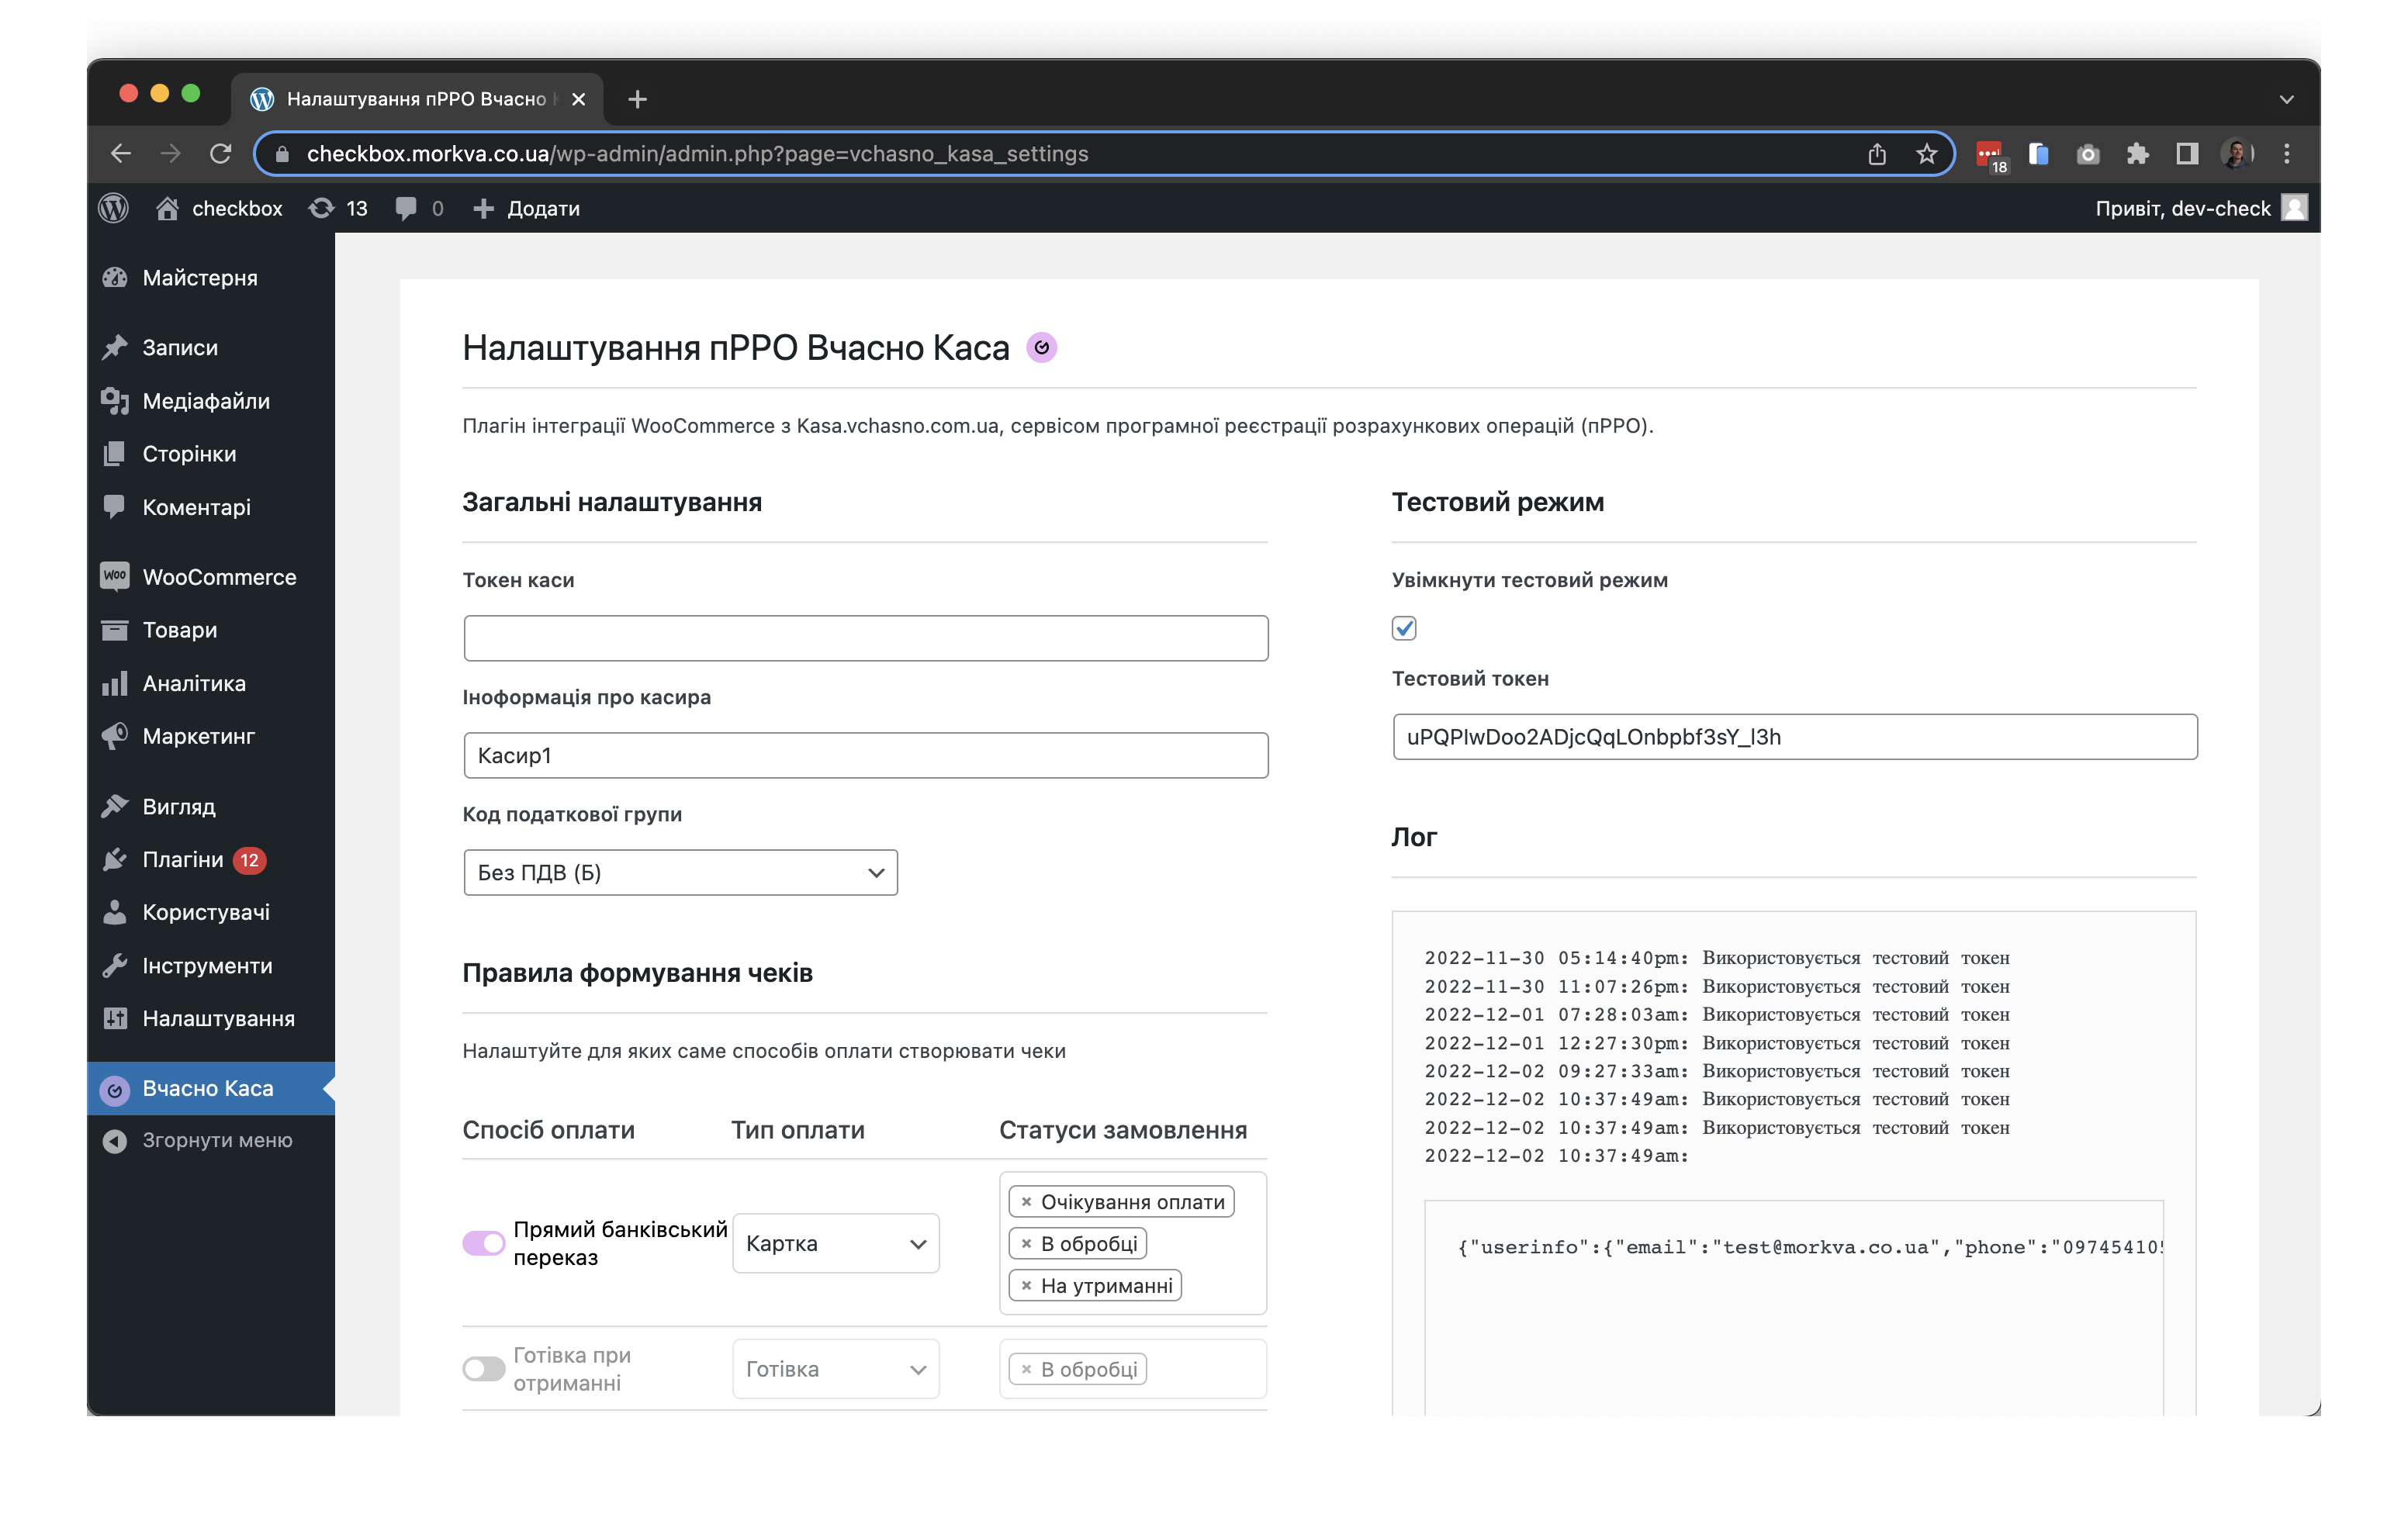 Налаштування пРРО Вчасно
checkbox.morkva.co.ua/wp-admin/admin.php?page=vchasno_kasa_settings
18
checkbox 13 0 Додати
Привіт, dev-check
Майстерня
Записи
Медіафайли
Сторінки
Коментарі
Woo WooCommerce
Товари
Аналітика
Маркетинг
Вигляд
Плагіни 12
Користувачі
Інструменти
Налаштування
Вчасно Каса
Згорнути меню
Налаштування пРРО Вчасно Каса
Плагін інтеграції WooCommerce з Kasa.vchasno.com.ua, сервісом програмної реєстрації розрахункових операцій (пРРО).
Загальні налаштування
Токен каси
Іноформація про касира
Касир1
Код податкової групи
Без ПДВ (Б)
Правила формування чеків
Налаштуйте для яких саме способів оплати створювати чеки
Спосіб оплати Тип оплати Статуси замовлення
Прямий банківський
переказ
Картка
× Очікування оплати
× В обробці
× На утриманні
Готівка при
отриманні
Готівка
× В обробці
Тестовий режим
Увімкнути тестовий режим
Тестовий токен
uPQPlwDoo2ADjcQqLOnbpbf3sY_l3h
Лог
2022-11-30 05:14:40pm: Використовується тестовий токен
2022-11-30 11:07:26pm: Використовується тестовий токен
2022-12-01 07:28:03am: Використовується тестовий токен
2022-12-01 12:27:30pm: Використовується тестовий токен
2022-12-02 09:27:33am: Використовується тестовий токен
2022-12-02 10:37:49am: Використовується тестовий токен
2022-12-02 10:37:49am: Використовується тестовий токен
2022-12-02 10:37:49am:
{"userinfo":{"email":"test@morkva.co.ua","phone":"097454105